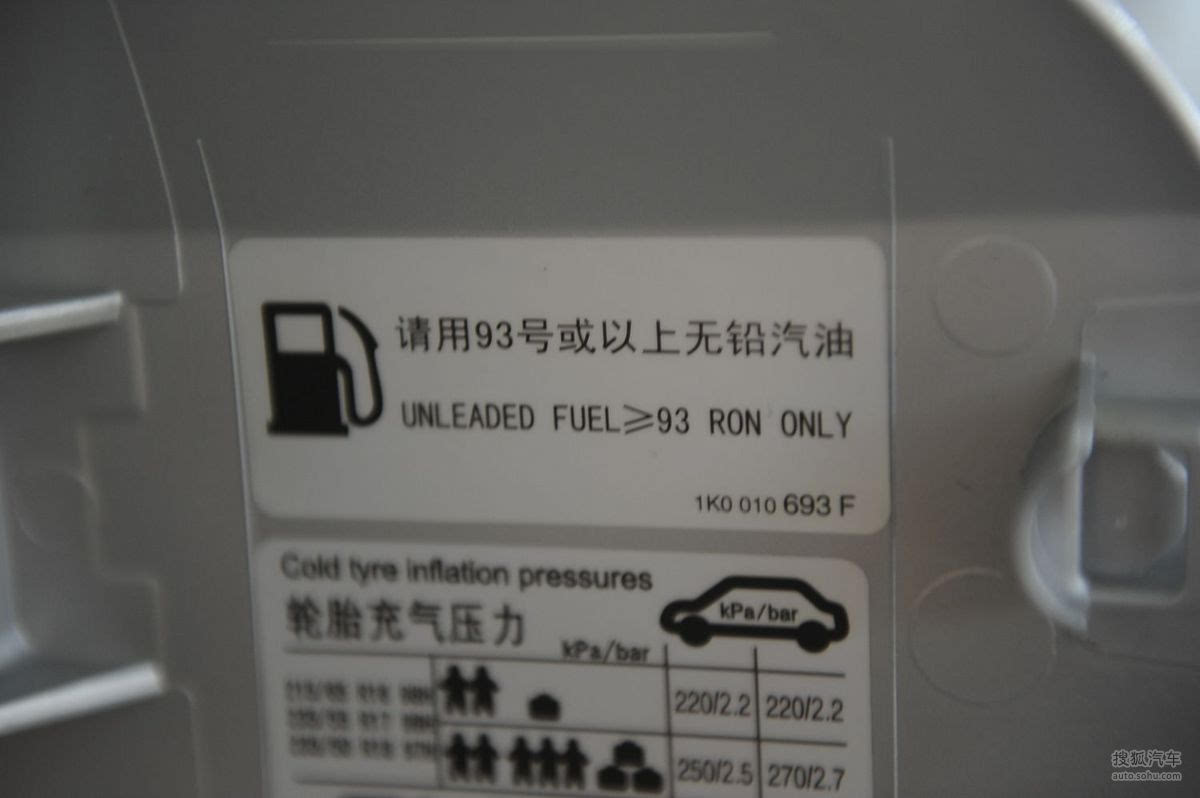 请用93号或以上无铅汽油
UNLEADED FUEL≥93 RON ONLY
1K0 010 693 F
Cold tyre inflation pressures
轮胎充气压力
kPa/bar
kPa/bar
220/2.2 220/2.2
250/2.5 270/2.7
搜狐汽车
auto.sohu.com